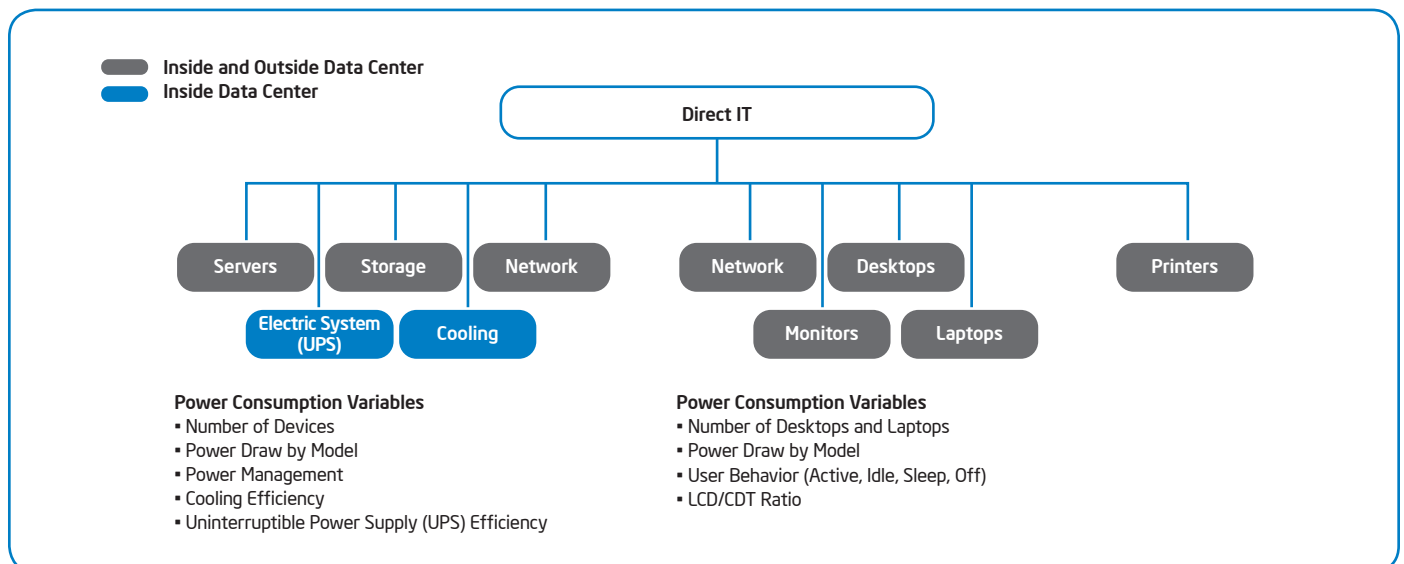 Inside and Outside Data Center
Inside Data Center
Direct IT
Servers
Storage
Network
Network
Desktops
Printers
Electric System
(UPS)
Cooling
Monitors
Laptops
Power Consumption Variables
▪ Number of Devices
▪ Power Draw by Model
▪ Power Management
▪ Cooling Efficiency
▪ Uninterruptible Power Supply (UPS) Efficiency
Power Consumption Variables
▪ Number of Desktops and Laptops
▪ Power Draw by Model
▪ User Behavior (Active, Idle, Sleep, Off)
▪ LCD/CDT Ratio